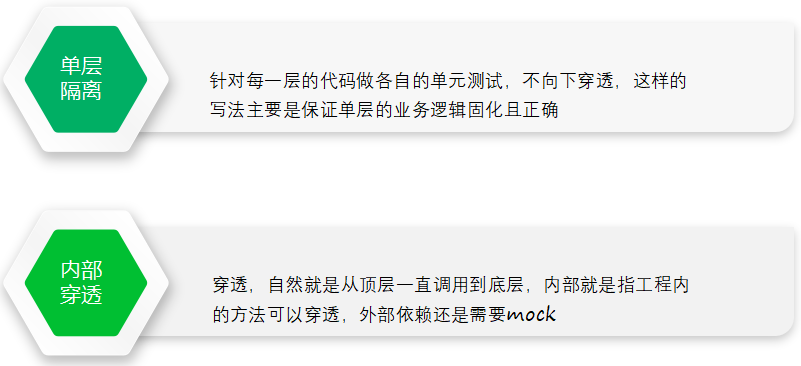 单层
隔离
针对每一层的代码做各自的单元测试，不向下穿透，这样的
写法主要是保证单层的业务逻辑固化且正确
内部
穿透
穿透，自然就是从顶层一直调用到底层，内部就是指工程内
的方法可以穿透，外部依赖还是需要mock